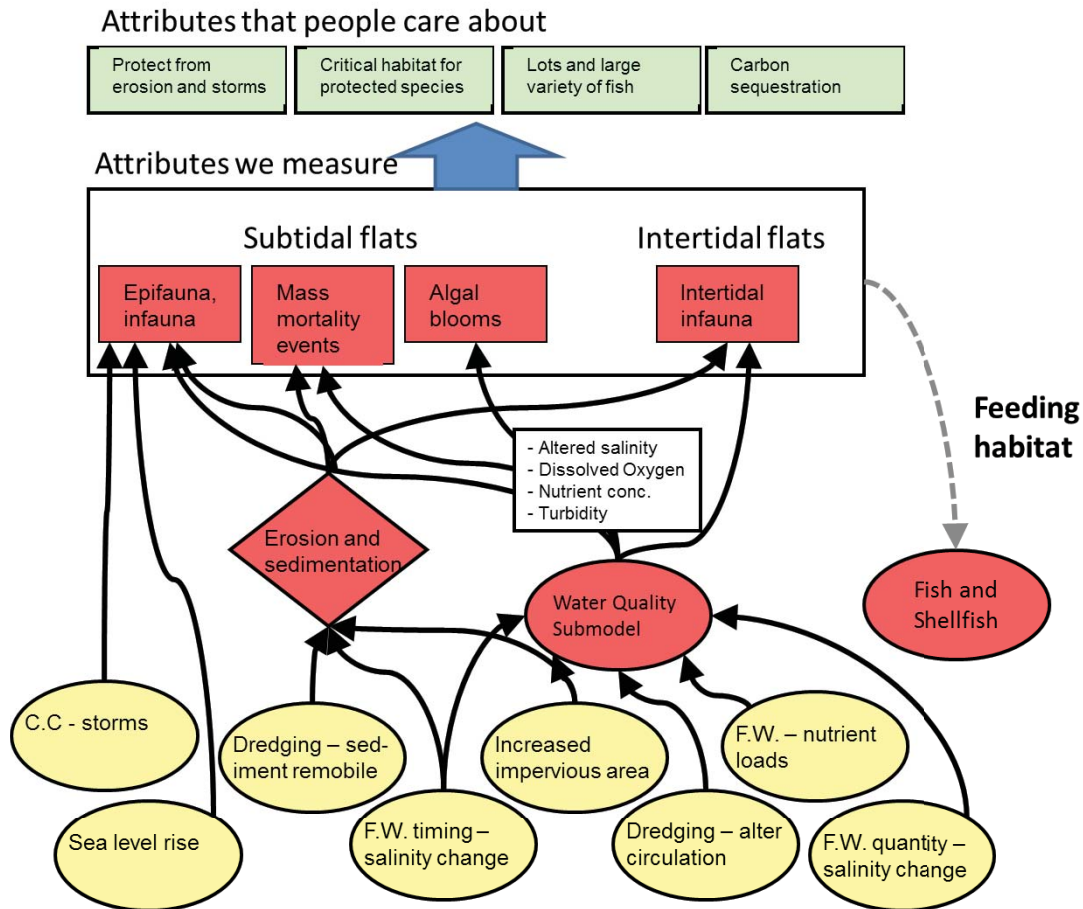 Attributes that people care about
Protect from
erosion and storms
Critical habitat for
protected species
Lots and large
variety of fish
Carbon
sequestration
Attributes we measure
Subtidal flats
Intertidal flats
Epifauna,
infauna
Mass
mortality
events
Algal
blooms
Intertidal
infauna
Feeding
habitat
- Altered salinity
- Dissolved Oxygen
- Nutrient conc.
- Turbidity
Erosion and
sedimentation
Water Quality
Submodel
Fish and
Shellfish
C.C - storms
Dredging – sed-
iment remobile
Increased
impervious area
F.W. – nutrient
loads
Sea level rise
F.W. timing –
salinity change
Dredging – alter
circulation
F.W. quantity –
salinity change